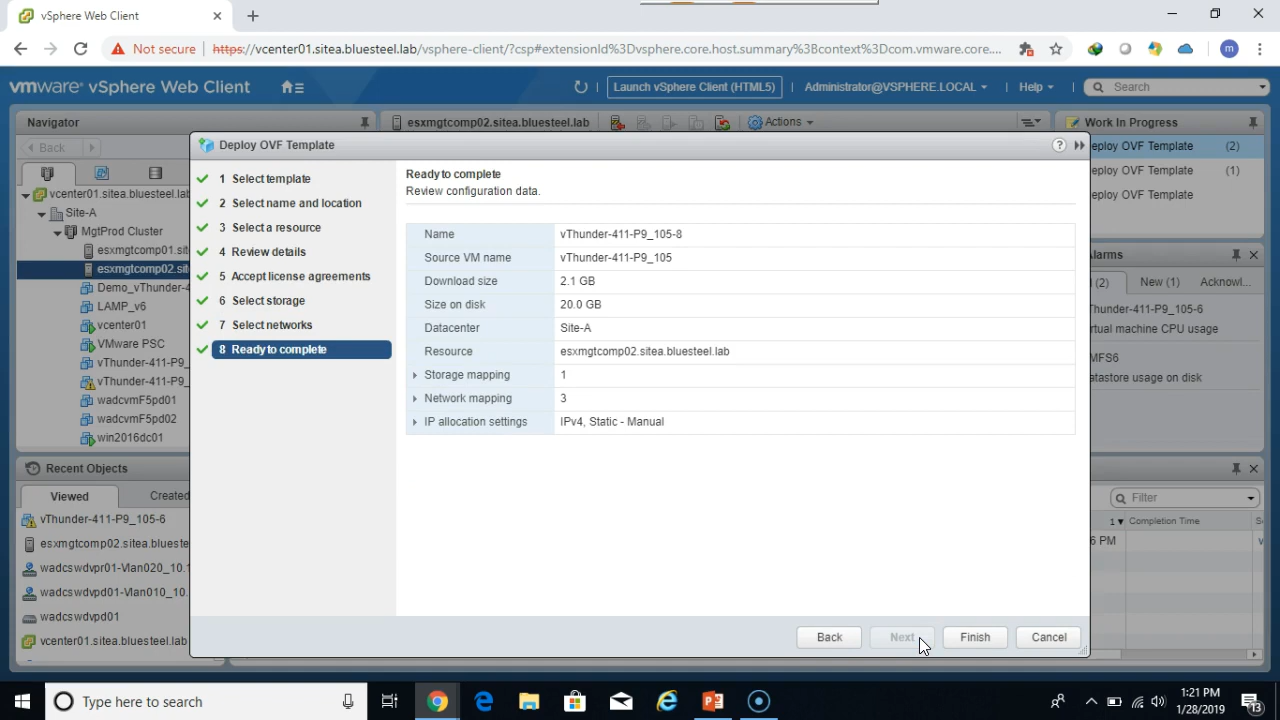 vSphere Web Client
Not secure
https://vcenter01.sitea.bluesteel.lab/vsphere-client/?csp#extensionId%3Dvsphere.core.host.summary%3Bcontext%3Dcom.vmware.core....
m
vmware® vSphere Web Client
Launch vSphere Client (HTML5)
Administrator@VSPHERE.LOCAL
Help
Search
Navigator
esxmgtcomp02.sitea.bluesteel.lab
Actions
Work In Progress
Back
Deploy OVF Template
eploy OVF Template (2)
eploy OVF Template (1)
eploy OVF Template
vcenter01.sitea.bluesteel.lab
Site-A
MgtProd Cluster
esxmgtcomp01.sit
esxmgtcomp02.sit
Demo_vThunder-4
LAMP_v6
vcenter01
VMware PSC
vThunder-411-P9_
vThunder-411-P9_
wadcvmF5pd01
wadcvmF5pd02
win2016dc01
1 Select template
2 Select name and location
3 Select a resource
4 Review details
5 Accept license agreements
6 Select storage
7 Select networks
8 Ready to complete
Ready to complete
Review configuration data.
Name vThunder-411-P9_105-8
Source VM name vThunder-411-P9_105
Download size 2.1 GB
Size on disk 20.0 GB
Datacenter Site-A
Resource esxmgtcomp02.sitea.bluesteel.lab
Storage mapping 1
Network mapping 3
IP allocation settings IPv4, Static - Manual
larms
(2) New (1) Acknowl...
hunder-411-P9_105-6
rtual machine CPU usage
MFS6
atastore usage on disk
Recent Objects
Viewed Created
vThunder-411-P9_105-6
esxmgtcomp02.sitea.blueste
wadcswdvpr01-Vlan020_10.1
wadcswdvpd01-Vlan010_10.
wadcswdvpd01
vcenter01.sitea.bluesteel.lab
Filter
1 Completion Time
6 PM
Back
Next
Finish
Cancel
Type here to search
1:21 PM
1/28/2019
13